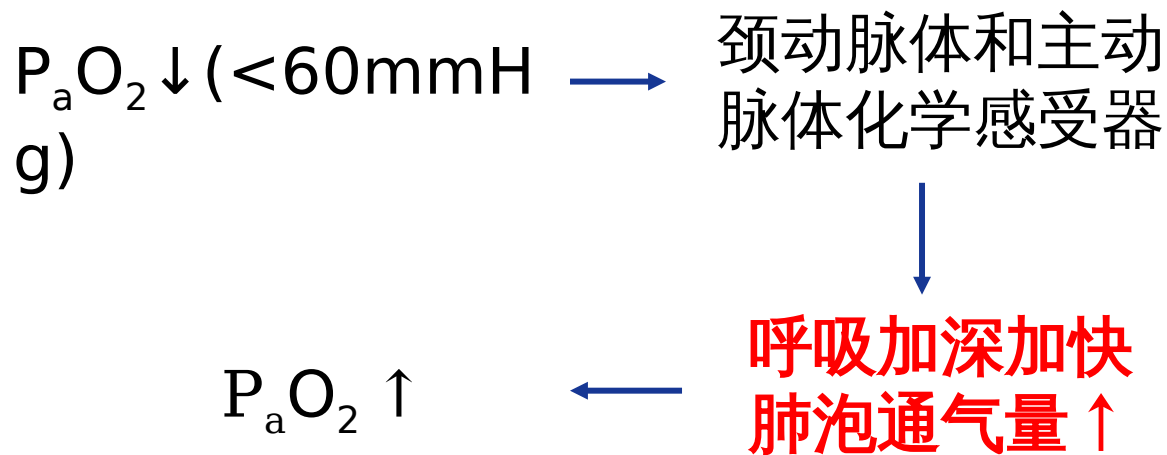 PaO2↓(<60mmH
g)
颈动脉体和主动
脉体化学感受器
呼吸加深加快
肺泡通气量↑
PaO2 ↑